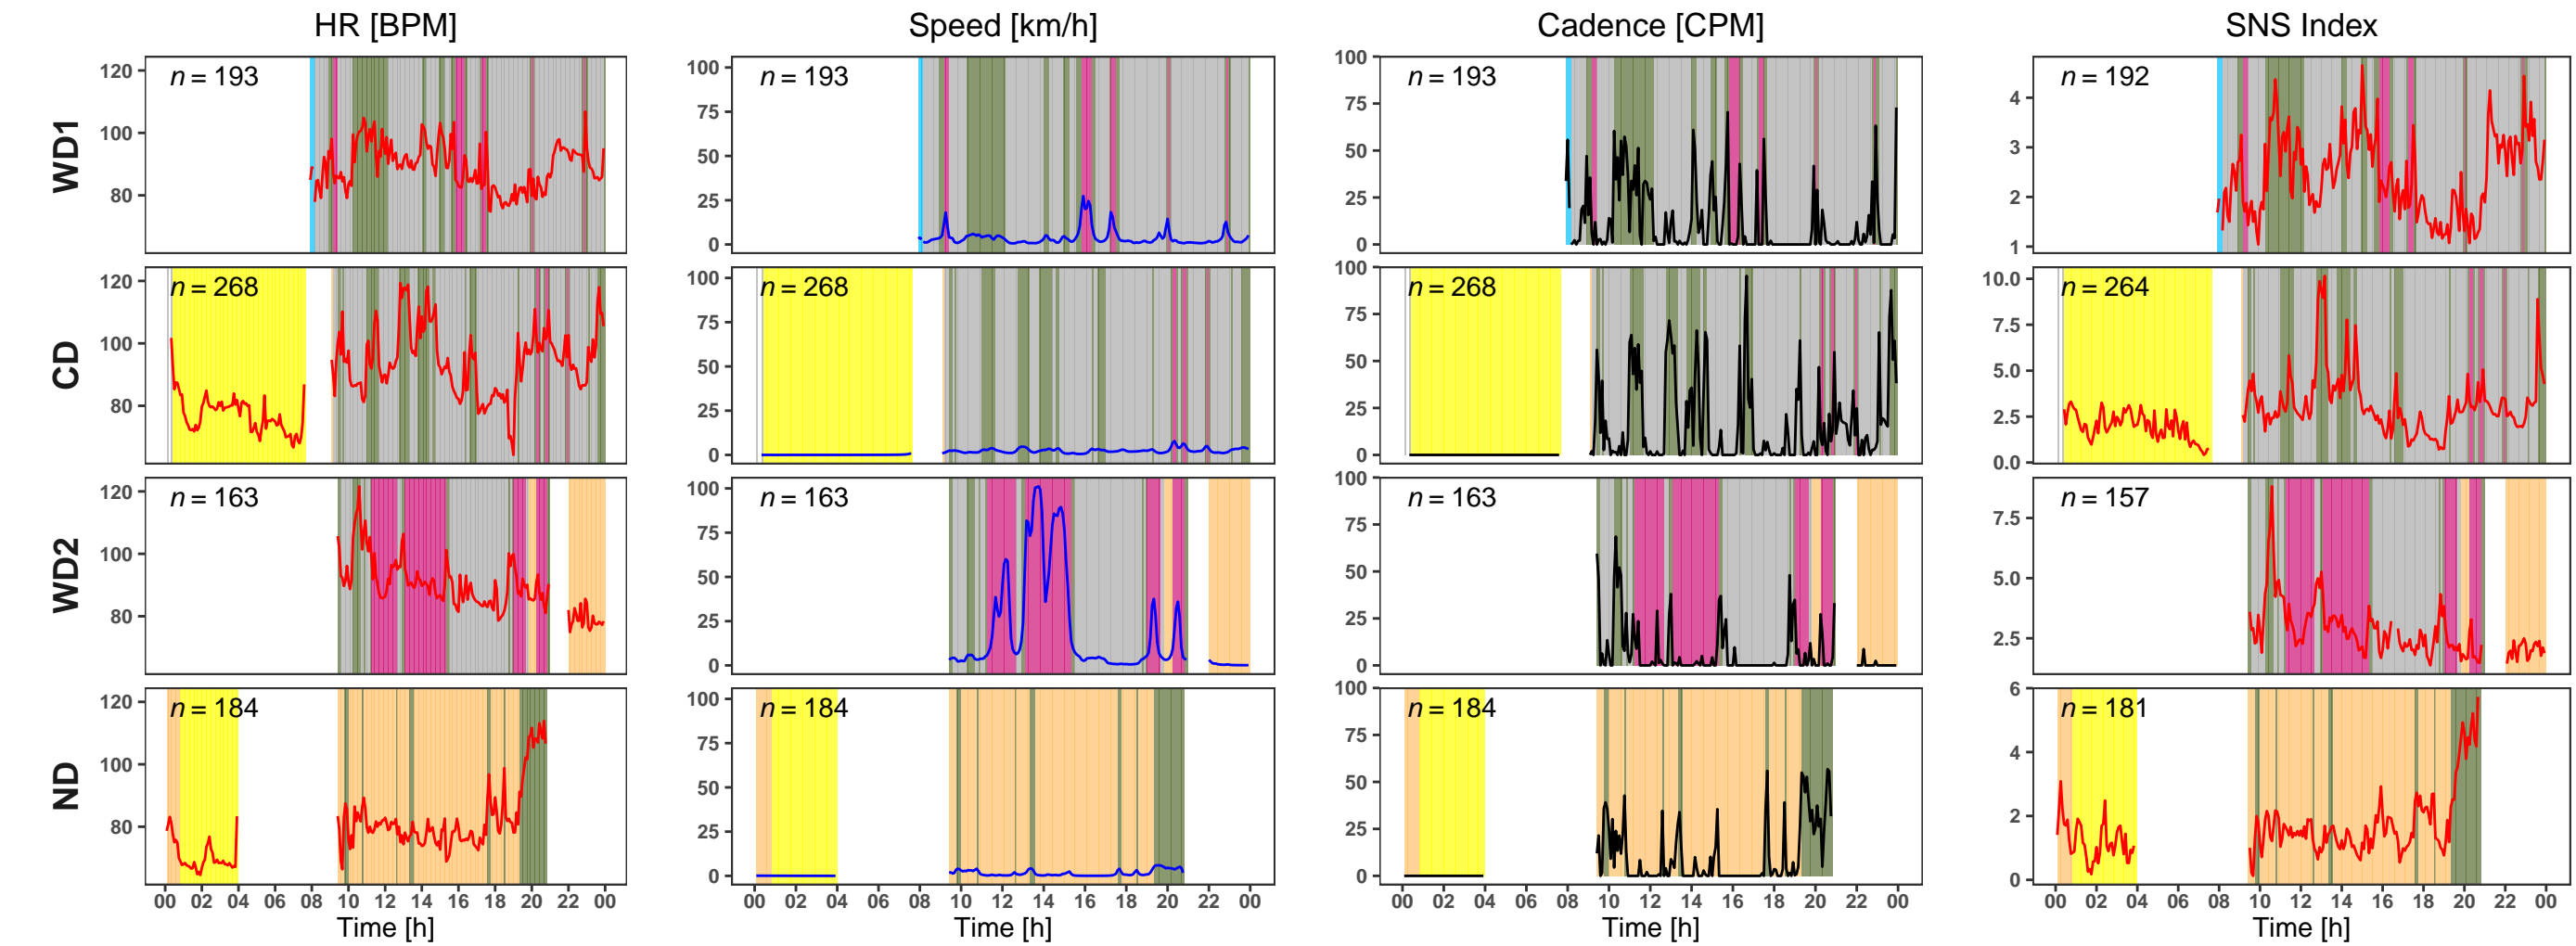 HR [BPM] Speed [km/h] Cadence [CPM] SNS Index
WD1
120
100
80
n = 193
100
75
50
25
0
n = 193
100
75
50
25
0
n = 193
4
3
2
1
n = 192
CD
120
100
80
n = 268
100
75
50
25
0
n = 268
100
75
50
25
0
n = 268
10.0
7.5
5.0
2.5
0.0
n = 264
WD2
120
100
80
n = 163
100
75
50
25
0
n = 163
100
75
50
25
0
n = 163
7.5
5.0
2.5
n = 157
ND
120
100
80
n = 184
100
75
50
25
0
n = 184
100
75
50
25
0
n = 184
6
4
2
0
n = 181
00 02 04 06 08 10 12 14 16 18 20 22 00
Time [h]
00 02 04 06 08 10 12 14 16 18 20 22 00
Time [h]
00 02 04 06 08 10 12 14 16 18 20 22 00
Time [h]
00 02 04 06 08 10 12 14 16 18 20 22 00
Time [h]